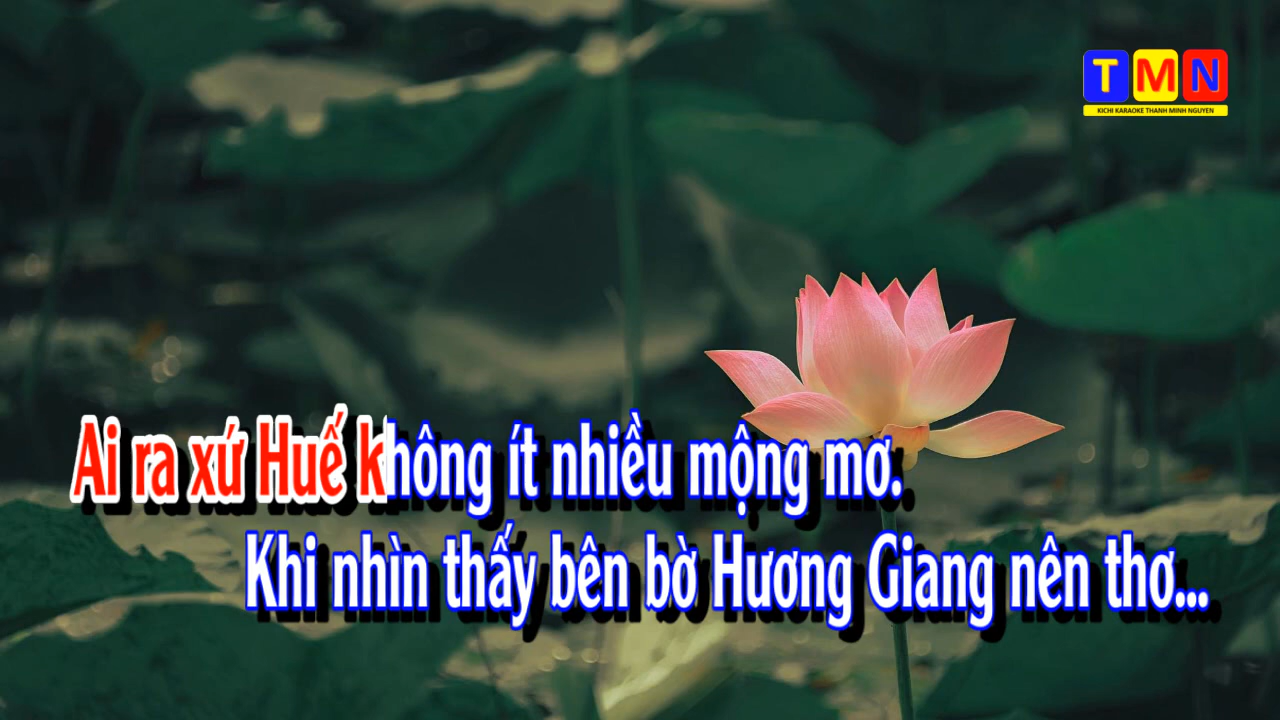 TMN
KICHI KARAOKE THANH MINH NGUYEN
Ai ra xứ Huế không ít nhiều mộng mơ.
Khi nhìn thấy bên bờ Hương Giang nên thơ...